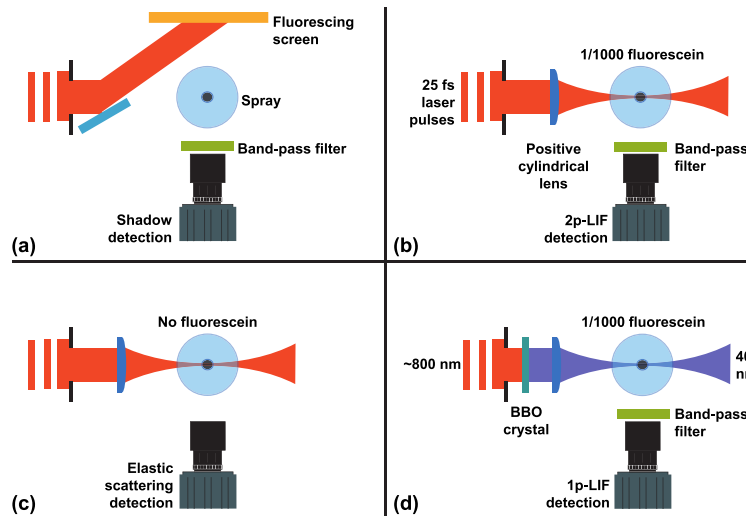 Fluorescing
screen
Spray
Band-pass filter
Shadow
detection
(a)
1/1000 fluorescein
25 fs
laser
pulses
Positive
cylindrical
lens
Band-pass
filter
2p-LIF
detection
(b)
No fluorescein
Elastic
scattering
detection
(c)
1/1000 fluorescein
~800 nm
BBO
crystal
Band-pass
filter
1p-LIF
detection
(d)